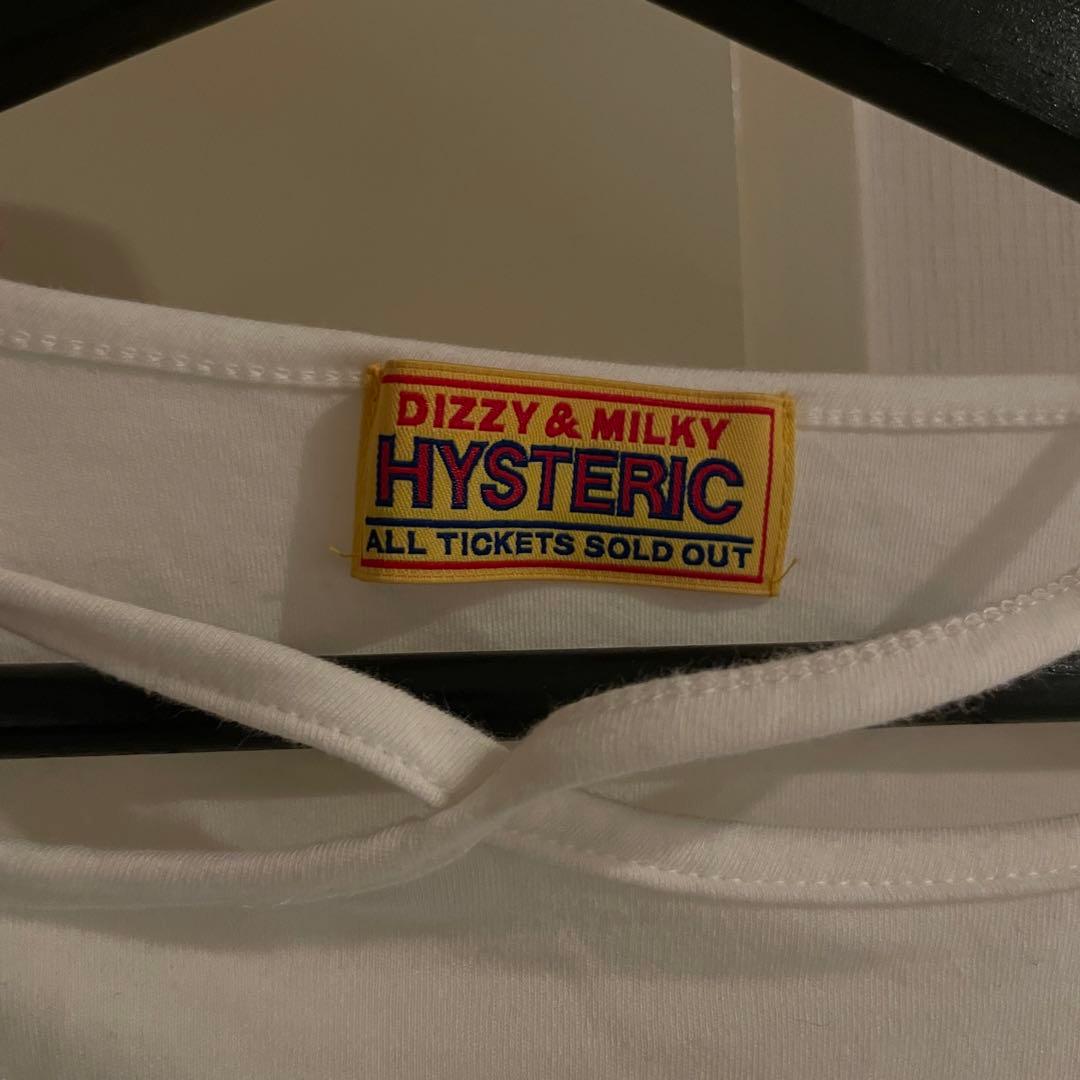 DIZZY & MILKY
HYSTERIC
ALL TICKETS SOLD OUT